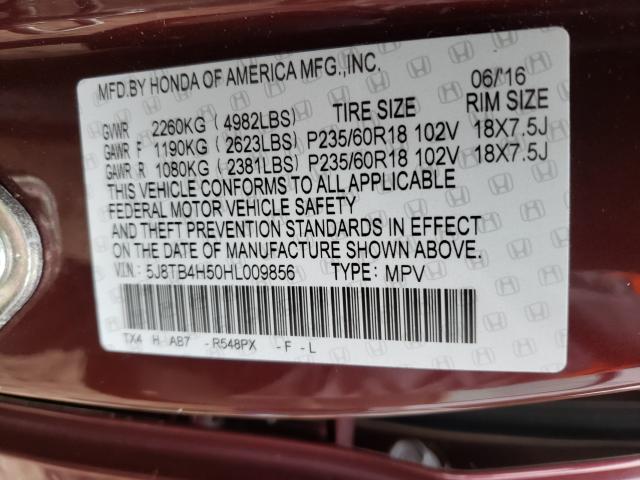 MFD.BY HONDA OF AMERICA MFG.,INC. 06/16
GVWR 2260KG (4982LBS) TIRE SIZE RIM SIZE
GAWR F 1190KG (2623LBS) P235/60R18 102V 18X7.5J
GAWR R 1080KG (2381LBS) P235/60R18 102V 18X7.5J
THIS VEHICLE CONFORMS TO ALL APPLICABLE
FEDERAL MOTOR VEHICLE SAFETY
AND THEFT PREVENTION STANDARDS IN EFFECT
ON THE DATE OF MANUFACTURE SHOWN ABOVE.
V.I.N.: 5J8TB4H50HL009856 TYPE: MPV
TX4 H AB7 -R548PX -F -L